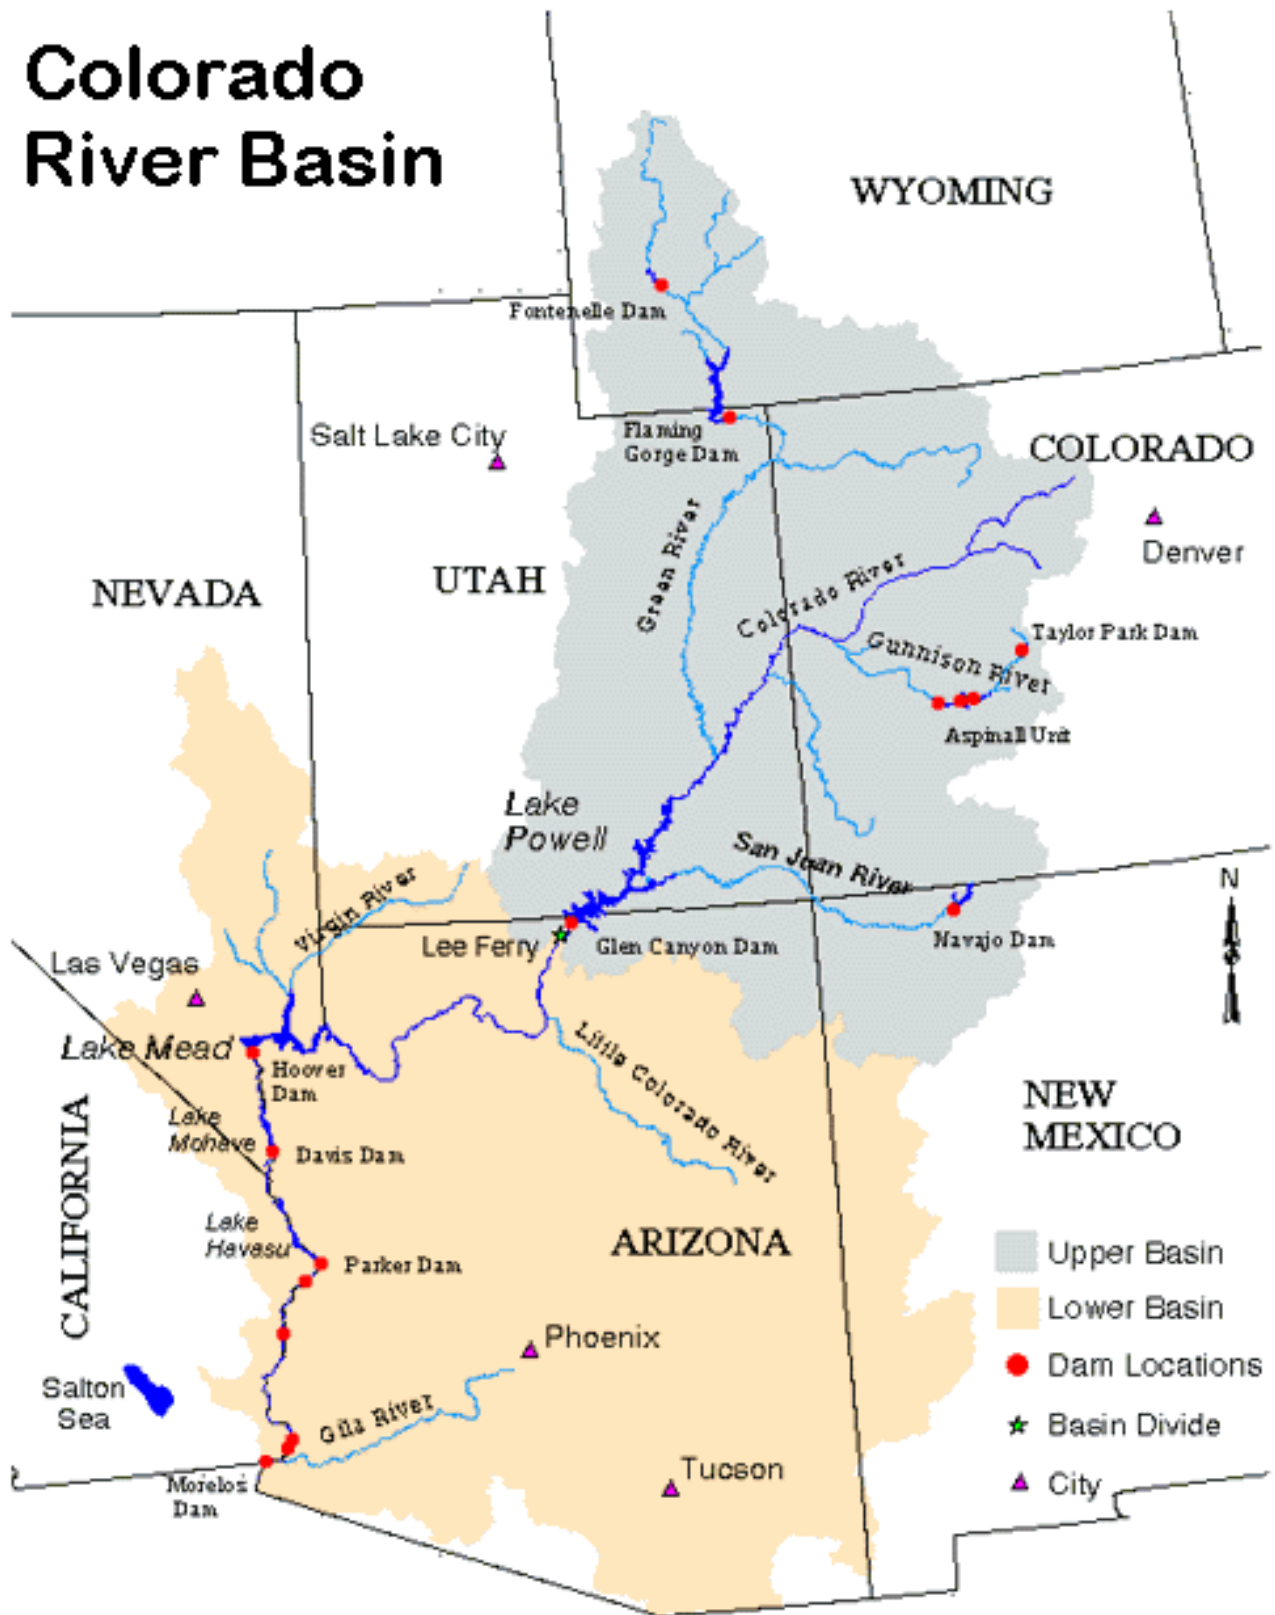 Colorado
River Basin
WYOMING
Fontenelle Dam
Salt Lake City
Flaming
Gorge Dam
COLORADO
Denver
Green River
NEVADA
UTAH
Colorado River
Taylor Park Dam
Gunnison River
Aspinall Unit
Lake
Powell
San Juan River
Virgin River
Lee Ferry
Glen Canyon Dam
Navajo Dam
N
Las Vegas
Lake Mead
Hoover
Dam
Little Colorado River
Lake
Mohave
Davis Dam
NEW
MEXICO
CALIFORNIA
Lake
Havasu
Parker Dam
ARIZONA
Upper Basin
Lower Basin
Phoenix
Dam Locations
Salton
Sea
Gila River
Basin Divide
Morelos
Dam
Tucson
City